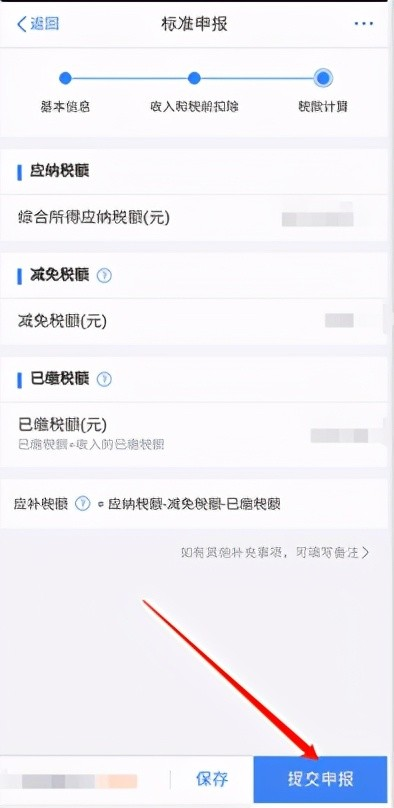 返回 标准申报 ...
基本信息 收入和税前扣除 税款计算
应纳税额
综合所得应纳税额(元)
减免税额 ?
减免税额(元)
已缴税额 ?
已缴税额(元)
已缴税额=收入的已缴税额
应补税额 ? = 应纳税额-减免税额-已缴税额
如有其他补充事项，可填写备注 >
保存 提交申报